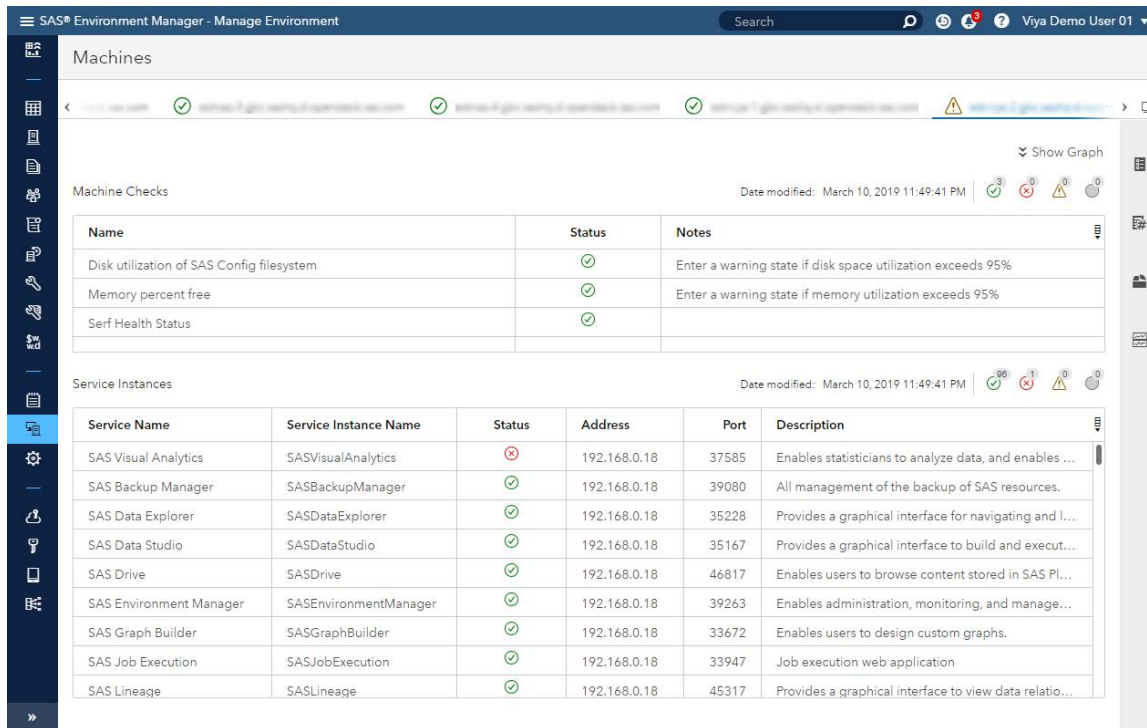 SAS® Environment Manager - Manage Environment
Search
3
Viya Demo User 01
Machines
Show Graph
Machine Checks
Date modified: March 10, 2019 11:49:41 PM
3
0
0
0
Name Status Notes
Disk utilization of SAS Config filesystem Enter a warning state if disk space utilization exceeds 95%
Memory percent free Enter a warning state if memory utilization exceeds 95%
Serf Health Status
Service Instances
Date modified: March 10, 2019 11:49:41 PM
96
1
0
0
Service Name Service Instance Name Status Address Port Description
SAS Visual Analytics SASVisualAnalytics 192.168.0.18 37585 Enables statisticians to analyze data, and enables ...
SAS Backup Manager SASBackupManager 192.168.0.18 39080 All management of the backup of SAS resources.
SAS Data Explorer SASDataExplorer 192.168.0.18 35228 Provides a graphical interface for navigating and l...
SAS Data Studio SASDataStudio 192.168.0.18 35167 Provides a graphical interface to build and execut...
SAS Drive SASDrive 192.168.0.18 46817 Enables users to browse content stored in SAS Pl...
SAS Environment Manager SASEnvironmentManager 192.168.0.18 39263 Enables administration, monitoring, and manage...
SAS Graph Builder SASGraphBuilder 192.168.0.18 33672 Enables users to design custom graphs.
SAS Job Execution SASJobExecution 192.168.0.18 33947 Job execution web application
SAS Lineage SASLineage 192.168.0.18 45317 Provides a graphical interface to view data relatio...